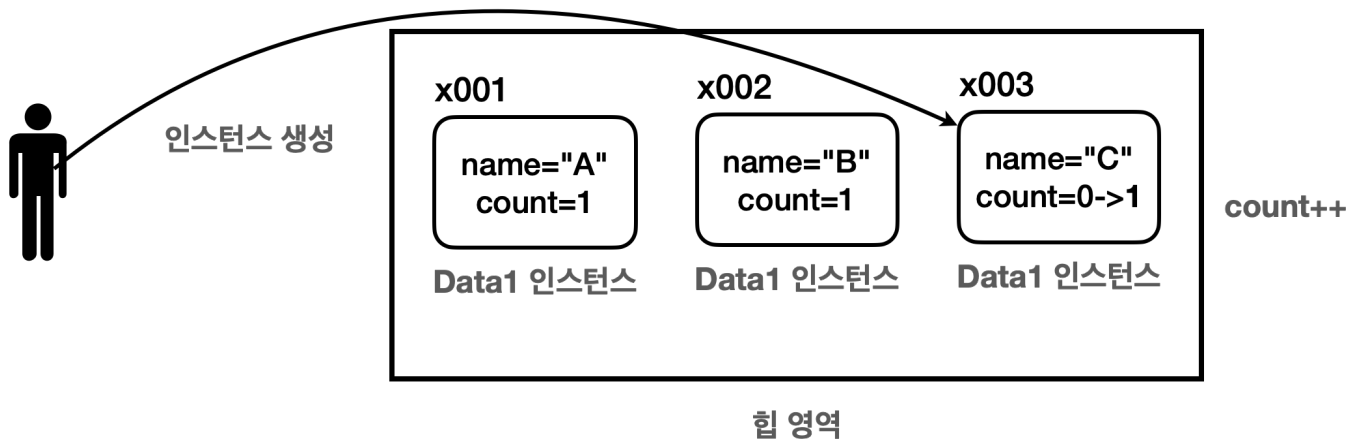 인스턴스 생성
x001
name="A"
count=1
Data1 인스턴스
x002
name="B"
count=1
Data1 인스턴스
x003
name="C"
count=0->1
Data1 인스턴스
count++
힙 영역